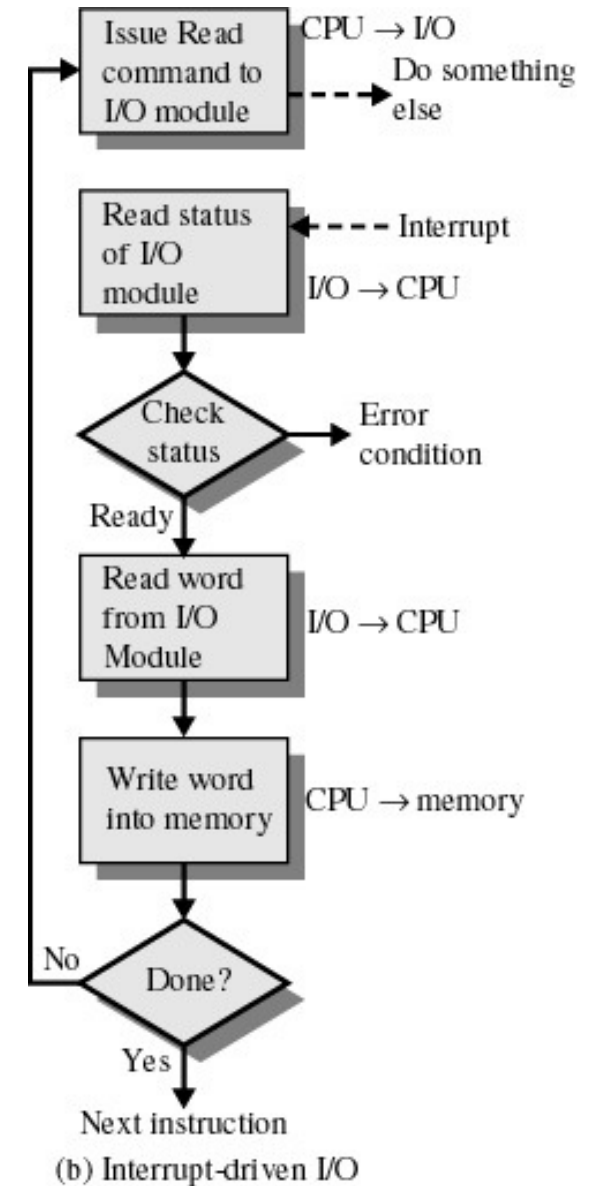 Issue Read
command to
I/O module
CPU → I/O
Do something
else
Read status
of I/O
module
Interrupt
I/O → CPU
Check
status
Error
condition
Ready
Read word
from I/O
Module
I/O → CPU
Write word
into memory
CPU → memory
No
Done?
Yes
Next instruction
(b) Interrupt-driven I/O